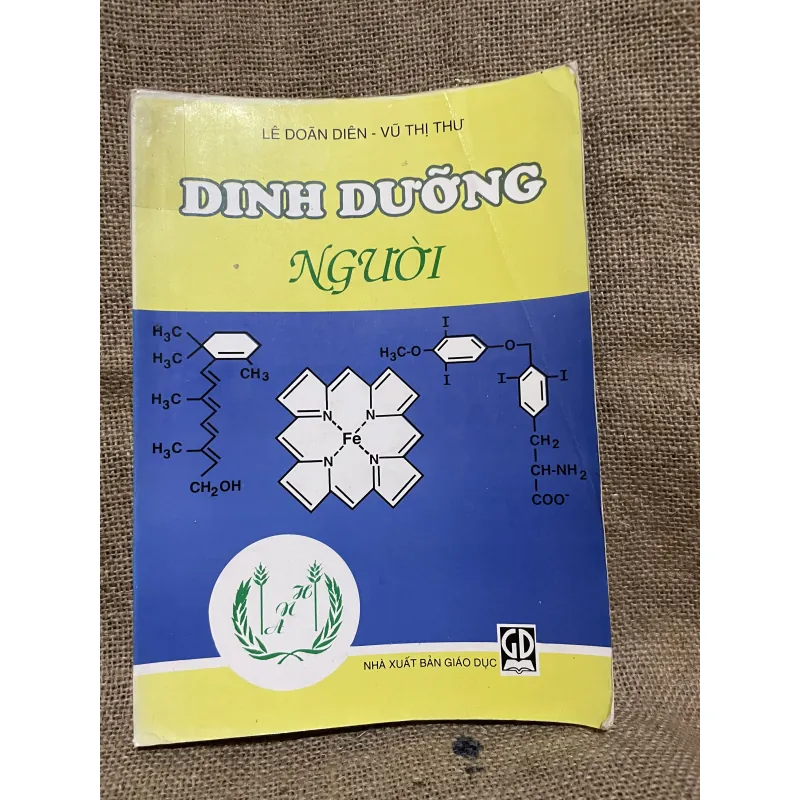 LÊ DOÃN DIÊN - VŨ THỊ THƯ
DINH DƯỠNG
NGƯỜI
H₃C
H₃C
CH₃
H₃C
H₃C
CH₂OH
N
N
Fe
N
N
I
H₃C-O
O
I
I
I
CH₂
CH-NH₂
COO⁻
H
H
A
NHÀ XUẤT BẢN GIÁO DỤC
GD